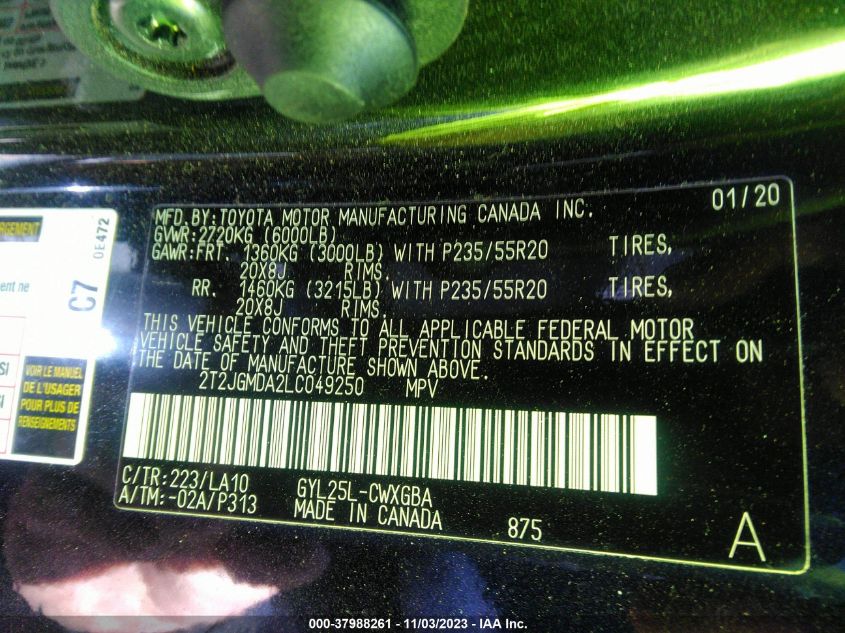 MFD.BY:TOYOTA MOTOR MANUFACTURING CANADA INC. 01/20
GVWR:2720KG (6000LB)
GAWR:FRT. 1360KG (3000LB) WITH P235/55R20 TIRES,
20X8J RIMS.
RR. 1460KG (3215LB) WITH P235/55R20 TIRES,
20X8J RIMS.
THIS VEHICLE CONFORMS TO ALL APPLICABLE FEDERAL MOTOR
VEHICLE SAFETY AND THEFT PREVENTION STANDARDS IN EFFECT ON
THE DATE OF MANUFACTURE SHOWN ABOVE.
2T2JGMDA2LC049250 MPV
C/TR:223/LA10 GYL25L-CWXGBA
A/TM:-02A/P313 MADE IN CANADA 875 A
ent ne
C7
0E472
SI
VOIR LE MANUEL
DE L'USAGER
POUR PLUS DE
RENSEIGNEMENTS
000-37988261 - 11/03/2023 - IAA Inc.